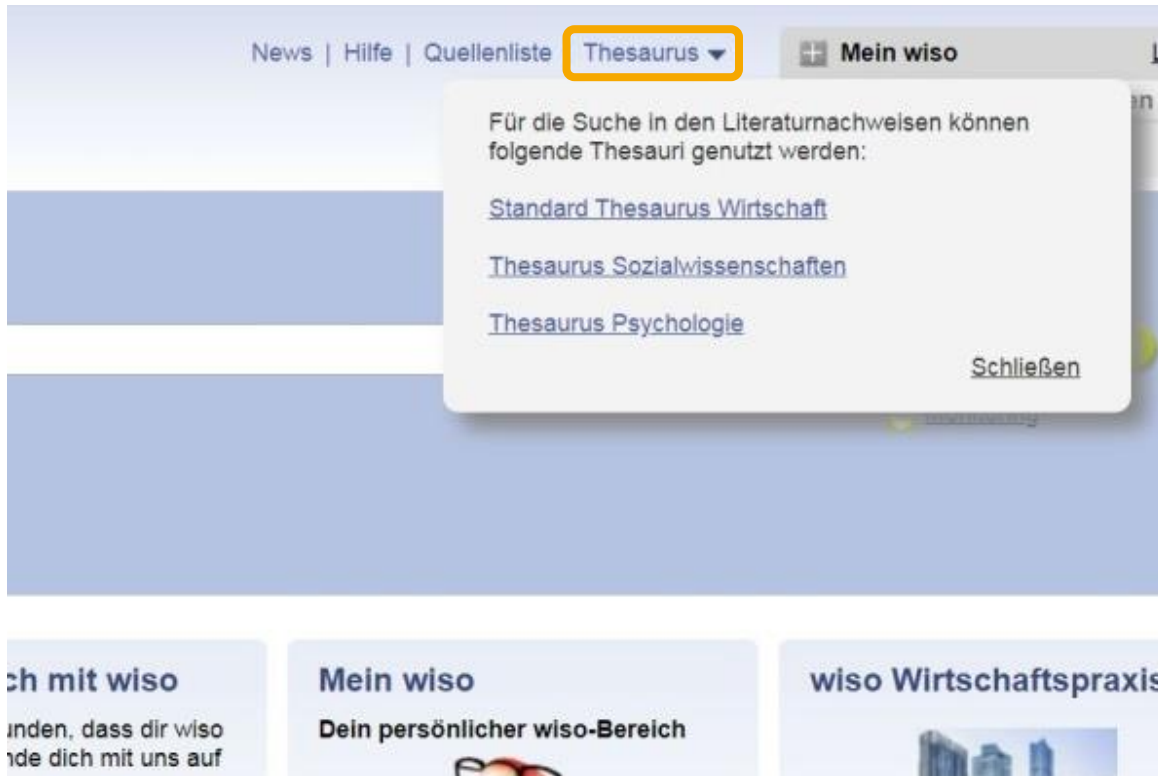 News | Hilfe | Quellenliste Thesaurus
Mein wiso
Für die Suche in den Literaturnachweisen können
folgende Thesauri genutzt werden:
Standard Thesaurus Wirtschaft
Thesaurus Sozialwissenschaften
Thesaurus Psychologie
Schließen
Monitoring
ch mit wiso
unden, dass dir wiso
nde dich mit uns auf
Mein wiso
Dein persönlicher wiso-Bereich
wiso Wirtschaftspraxis